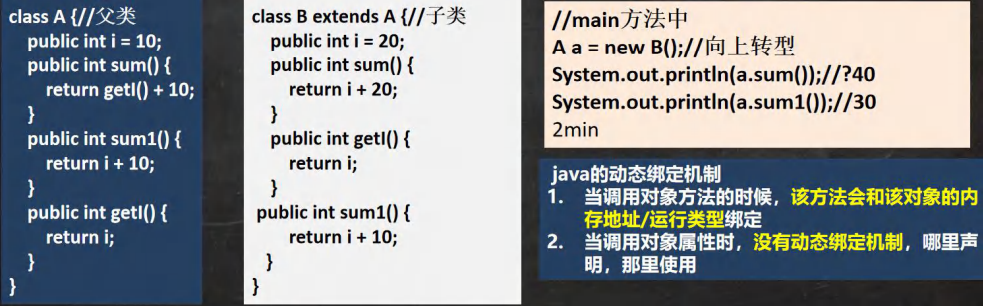 class A {//父类
public int i = 10;
public int sum() {
return getI() + 10;
}
public int sum1() {
return i + 10;
}
public int getI() {
return i;
}
}
class B extends A {//子类
public int i = 20;
public int sum() {
return i + 20;
}
public int getI() {
return i;
}
public int sum1() {
return i + 10;
}
}
//main方法中
A a = new B();//向上转型
System.out.println(a.sum());//?40
System.out.println(a.sum1());//30
2min
java的动态绑定机制
1. 当调用对象方法的时候，该方法会和该对象的内
存地址/运行类型绑定
2. 当调用对象属性时，没有动态绑定机制，哪里声
明，那里使用